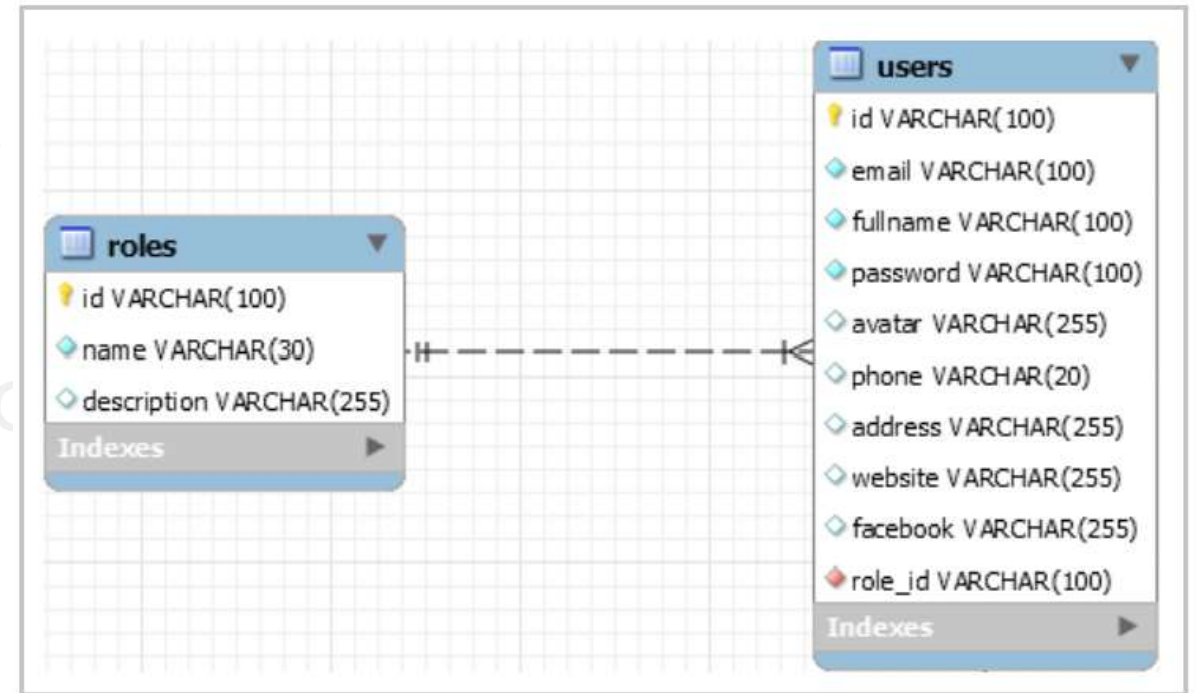 roles
id VARCHAR(100)
name VARCHAR(30)
description VARCHAR(255)
Indexes
users
id VARCHAR(100)
email VARCHAR(100)
fullname VARCHAR(100)
password VARCHAR(100)
avatar VARCHAR(255)
phone VARCHAR(20)
address VARCHAR(255)
website VARCHAR(255)
facebook VARCHAR(255)
role_id VARCHAR(100)
Indexes